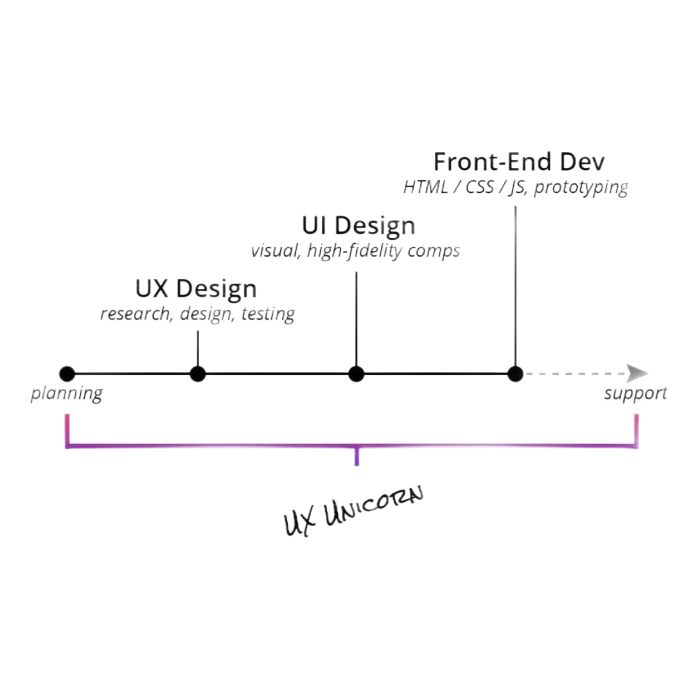 Front-End Dev
HTML / CSS / JS, prototyping
UI Design
visual, high-fidelity comps
UX Design
research, design, testing
planning
support
UX UNICORN